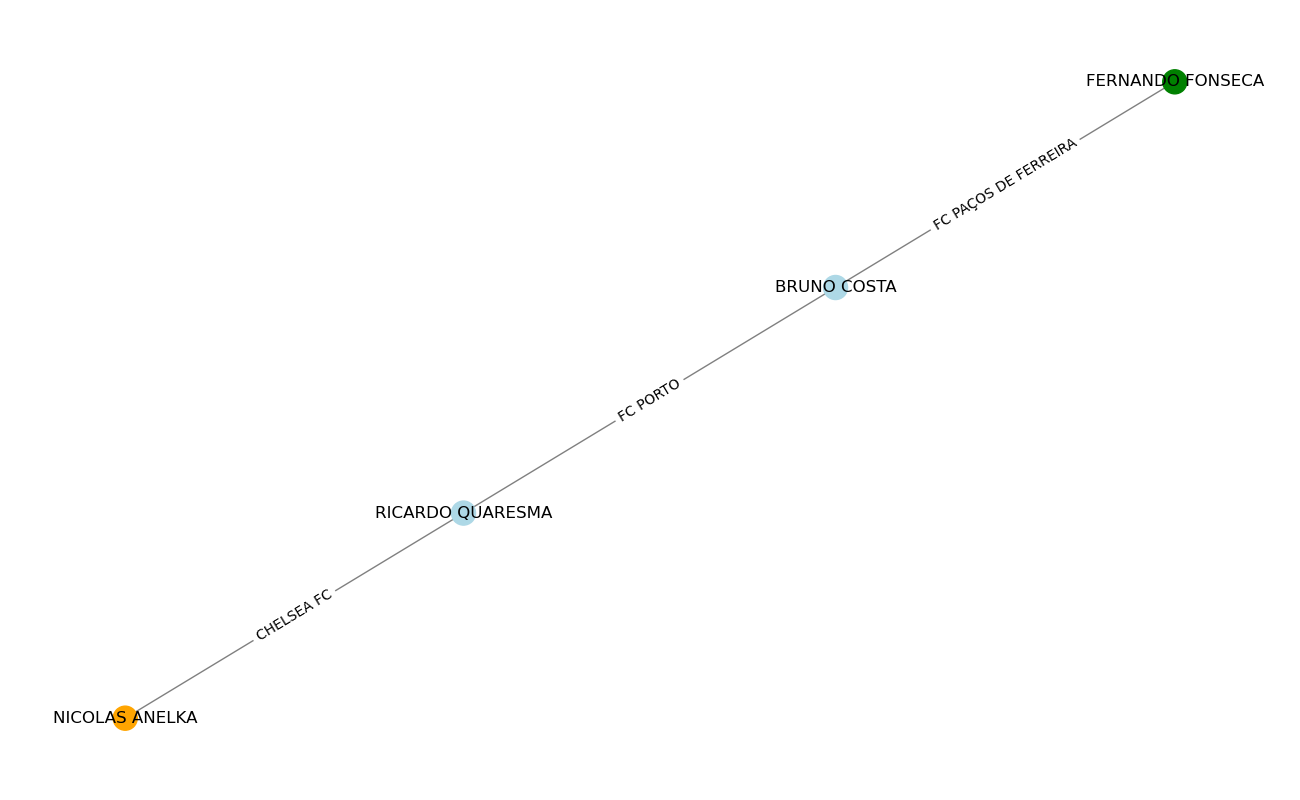 FERNANDO FONSECA
FC PAÇOS DE FERREIRA
BRUNO COSTA
FC PORTO
RICARDO QUARESMA
CHELSEA FC
NICOLAS ANELKA